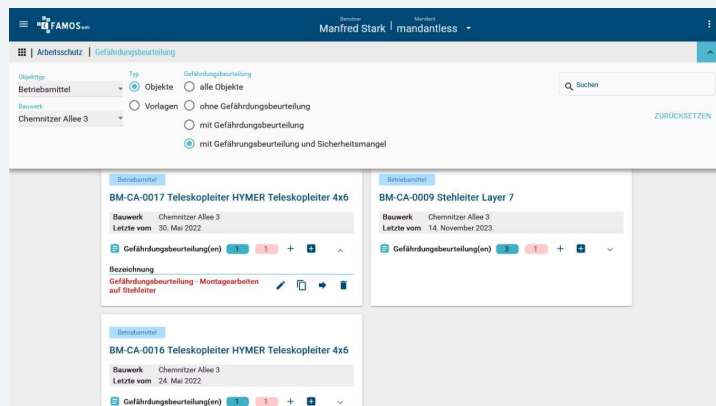 FAMOS web
Benutzer
Manfred Stark
Mandant
mandantless
Arbeitsschutz | Gefährdungsbeurteilung
Objekttyp
Betriebsmittel
Bauwerk
Chemnitzer Allee 3
Typ
Objekte
Vorlagen
Gefährdungsbeurteilung
alle Objekte
ohne Gefährdungsbeurteilung
mit Gefährdungsbeurteilung
mit Gefährungsbeurteilung und Sicherheitsmangel
Suchen
ZURÜCKSETZEN
Betriebsmittel
BM-CA-0017 Teleskopleiter HYMER Teleskopleiter 4x6
Bauwerk Chemnitzer Allee 3
Letzte vom 30. Mai 2022
Gefährdungsbeurteilung(en) 1 1
Bezeichnung
Gefährdungsbeurteilung - Montagearbeiten
auf Stehleiter
Betriebsmittel
BM-CA-0009 Stehleiter Layer 7
Bauwerk Chemnitzer Allee 3
Letzte vom 14. November 2023
Gefährdungsbeurteilung(en) 3 1
Betriebsmittel
BM-CA-0016 Teleskopleiter HYMER Teleskopleiter 4x6
Bauwerk Chemnitzer Allee 3
Letzte vom 24. Mai 2022
Gefährdungsbeurteilung(en) 1 1